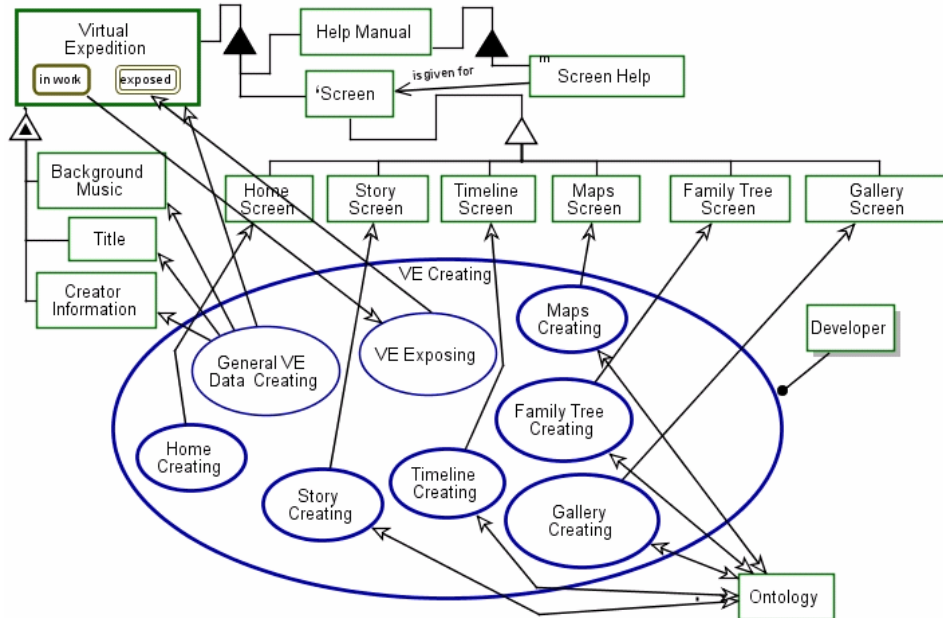 Virtual
Expedition
in work
exposed
Help Manual
m
Screen Help
is given for
‘Screen
Background
Music
Title
Creator
Information
Home
Screen
Story
Screen
Timeline
Screen
Maps
Screen
Family Tree
Screen
Gallery
Screen
VE Creating
Maps
Creating
Developer
General VE
Data Creating
VE Exposing
Family Tree
Creating
Home
Creating
Story
Creating
Timeline
Creating
Gallery
Creating
Ontology